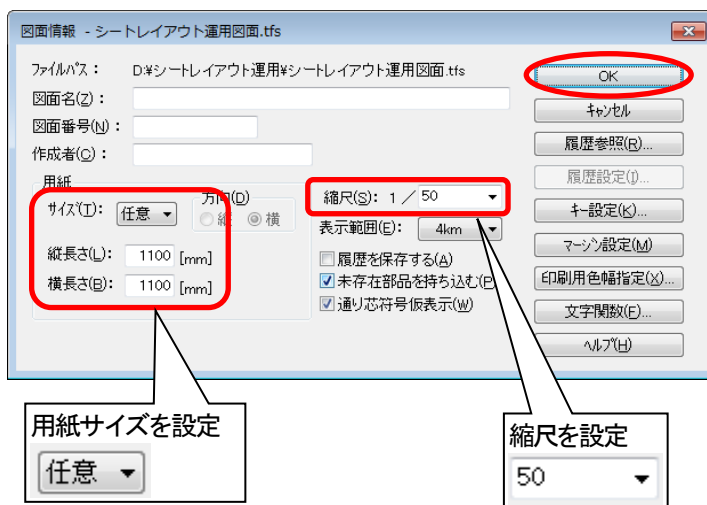 図面情報 - シートレイアウト運用図面.tfs
ﾌｧｲﾙﾊﾟｽ： D:¥シートレイアウト運用¥シートレイアウト運用図面.tfs
図面名(Z)：
図面番号(N)：
作成者(C)：
用紙
サイズ(T)： 任意
方向(D)
縦 横
縦長さ(L)： 1100 [mm]
横長さ(B)： 1100 [mm]
縮尺(S)： 1 ／ 50
表示範囲(E)： 4km
履歴を保存する(A)
未存在部品を持ち込む(P
通り芯符号仮表示(W)
OK
ｷｬﾝｾﾙ
履歴参照(R)...
履歴設定(I)...
ｷｰ設定(K)...
ﾏｰｼﾞﾝ設定(M)
印刷用色幅指定(X)...
文字関数(F)...
ﾍﾙﾌﾟ(H)
用紙サイズを設定
任意
縮尺を設定
50